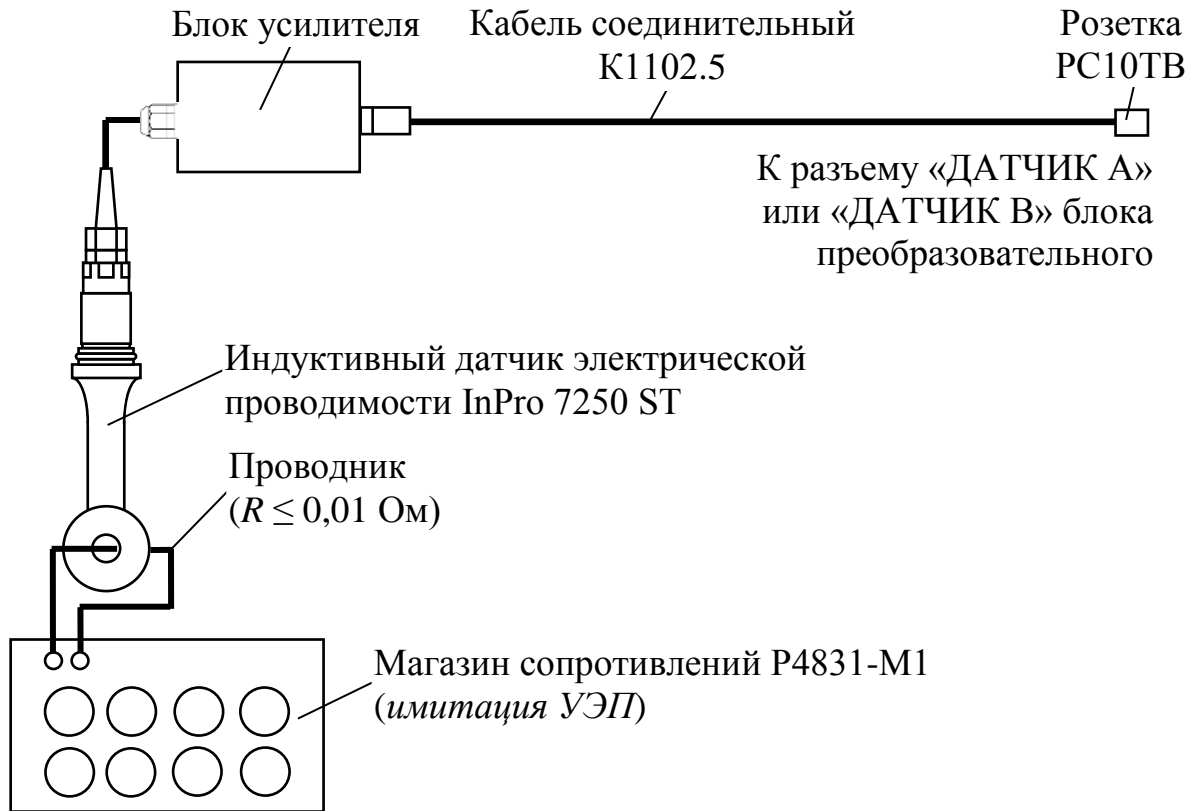 Блок усилителя
Кабель соединительный
К1102.5
Розетка
РС10ТВ
К разъему «ДАТЧИК А»
или «ДАТЧИК В» блока
преобразовательного
Индуктивный датчик электрической
проводимости InPro 7250 ST
Проводник
(R ≤ 0,01 Ом)
Магазин сопротивлений Р4831-М1
(имитация УЭП)